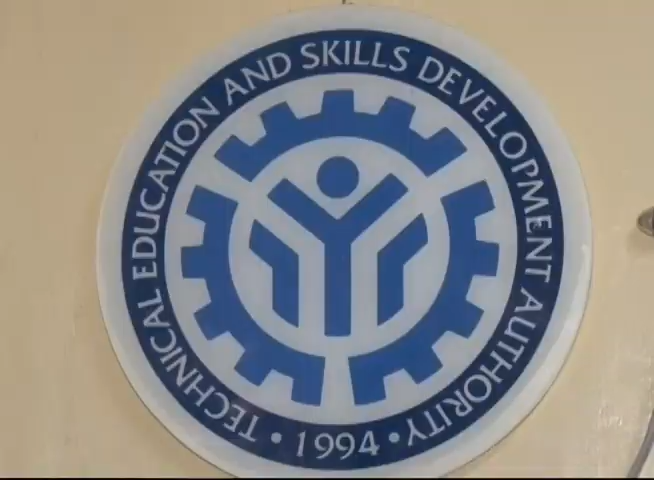 TECHNICAL EDUCATION AND SKILLS DEVELOPMENT AUTHORITY
• 1994 •